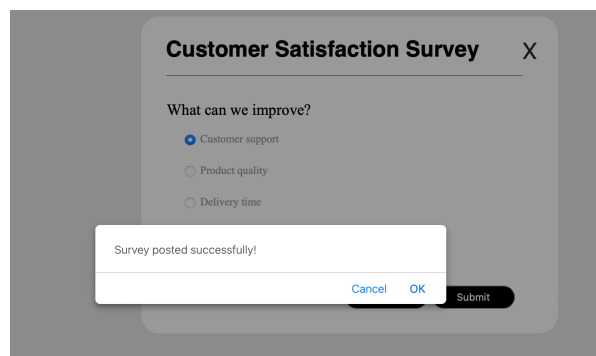 Customer Satisfaction Survey X
What can we improve?
Customer support
Product quality
Delivery time
Survey posted successfully!
Cancel OK
Submit